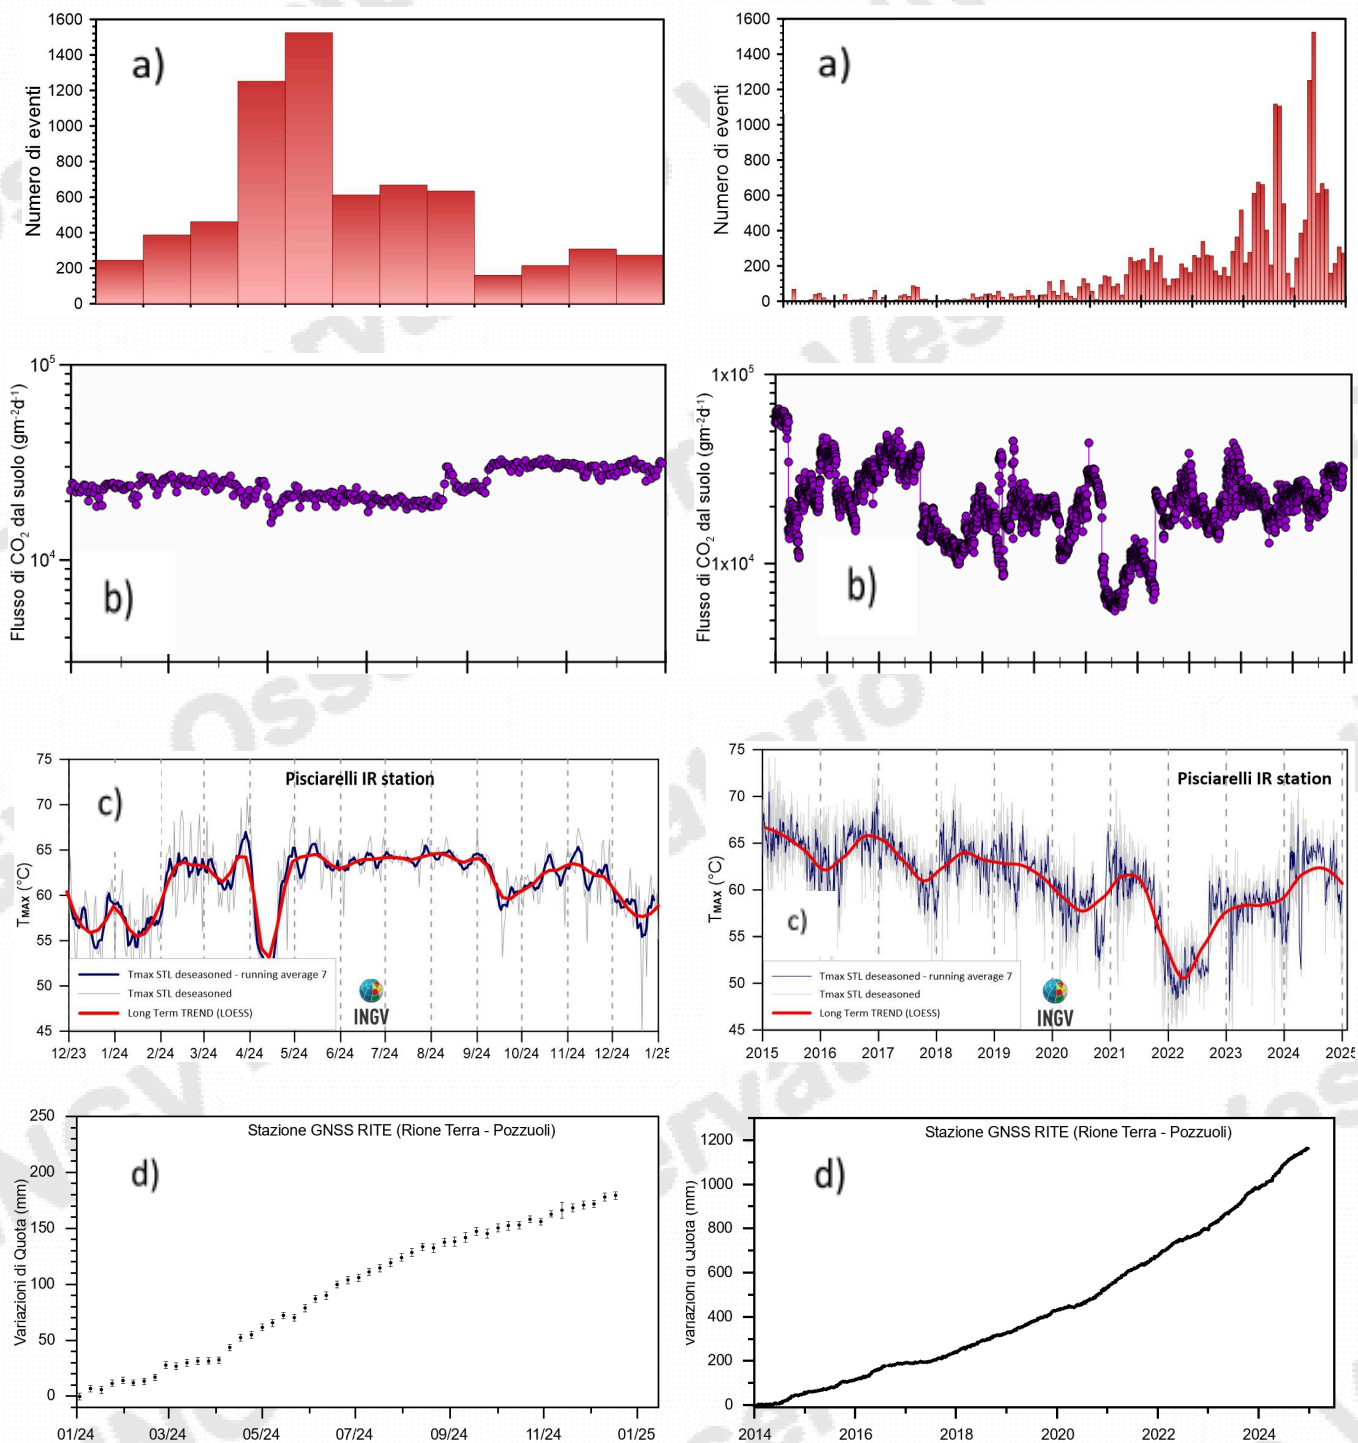 1600
1400
1200
1000
800
600
400
200
0
Numero di eventi
a)
1600
1400
1200
1000
800
600
400
200
0
Numero di eventi
a)
10⁵
10⁴
Flusso di CO₂ dal suolo (gm⁻²d⁻¹)
b)
1x10⁵
1x10⁴
Flusso di CO₂ dal suolo (gm⁻²d⁻¹)
b)
75
70
65
60
55
50
45
TMAX (°C)
c)
Pisciarelli IR station
Tmax STL deseasoned - running average 7
Tmax STL deseasoned
Long Term TREND (LOESS)
INGV
12/23 1/24 2/24 3/24 4/24 5/24 6/24 7/24 8/24 9/24 10/24 11/24 12/24 1/25
75
70
65
60
55
50
45
TMAX (°C)
c)
Pisciarelli IR station
Tmax STL deseasoned - running average 7
Tmax STL deseasoned
Long Term TREND (LOESS)
INGV
2015 2016 2017 2018 2019 2020 2021 2022 2023 2024 2025
250
200
150
100
50
0
Variazioni di Quota (mm)
Stazione GNSS RITE (Rione Terra - Pozzuoli)
d)
01/24 03/24 05/24 07/24 09/24 11/24 01/25
1200
1000
800
600
400
200
0
variazioni di Quota (mm)
Stazione GNSS RITE (Rione Terra - Pozzuoli)
d)
2014 2016 2018 2020 2022 2024